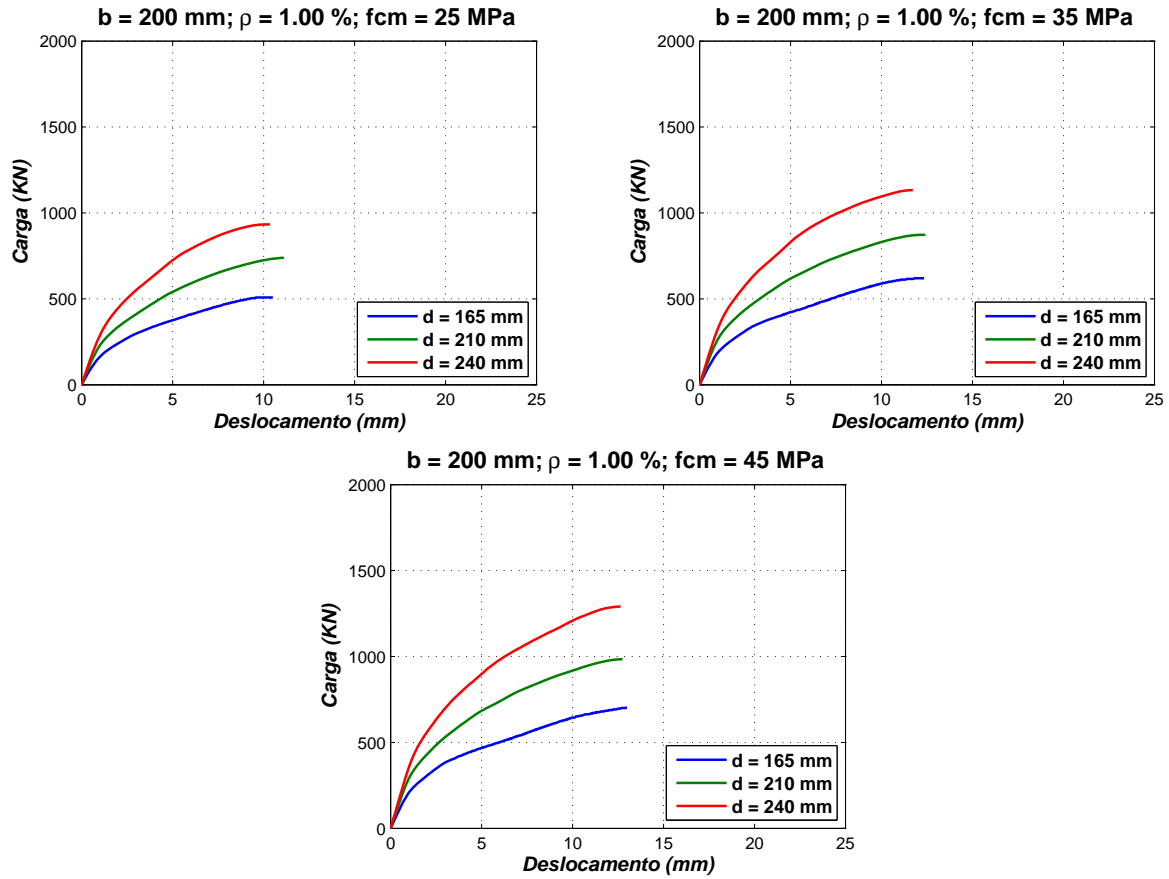 b = 200 mm; ρ = 1.00 %; fcm = 25 MPa
2000
1500
1000
500
0
Carga (KN)
0 5 10 15 20 25
Deslocamento (mm)
d = 165 mm
d = 210 mm
d = 240 mm
b = 200 mm; ρ = 1.00 %; fcm = 35 MPa
2000
1500
1000
500
0
Carga (KN)
0 5 10 15 20 25
Deslocamento (mm)
d = 165 mm
d = 210 mm
d = 240 mm
b = 200 mm; ρ = 1.00 %; fcm = 45 MPa
2000
1500
1000
500
0
Carga (KN)
0 5 10 15 20 25
Deslocamento (mm)
d = 165 mm
d = 210 mm
d = 240 mm